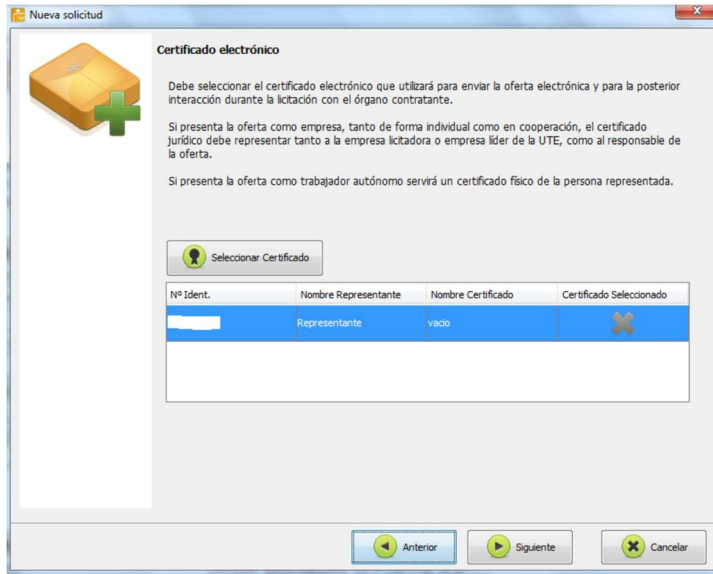 Nueva solicitud
Certificado electrónico
Debe seleccionar el certificado electrónico que utilizará para enviar la oferta electrónica y para la posterior
interacción durante la licitación con el órgano contratante.
Si presenta la oferta como empresa, tanto de forma individual como en cooperación, el certificado
jurídico debe representar tanto a la empresa licitadora o empresa líder de la UTE, como al responsable de
la oferta.
Si presenta la oferta como trabajador autónomo servirá un certificado físico de la persona representada.
Seleccionar Certificado
Nº Ident. Nombre Representante Nombre Certificado Certificado Seleccionado
Representante vacio
Anterior Siguiente Cancelar